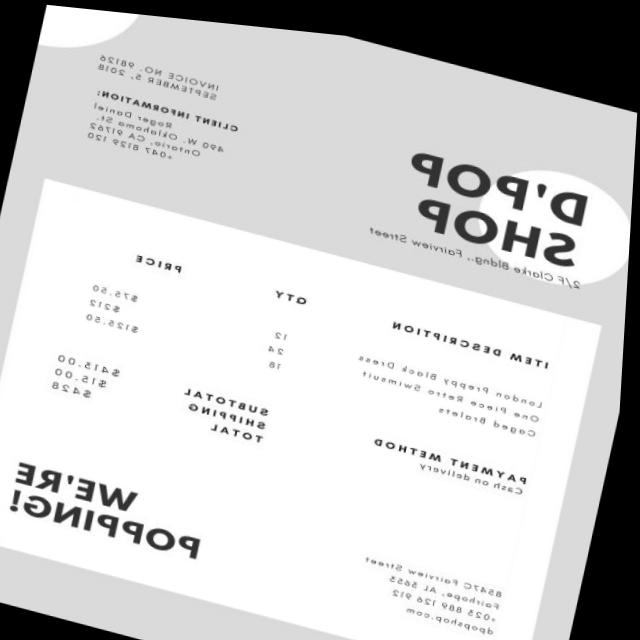 D'POP
SHOP
2/F Clarke Bldng., Fairview Street
INVOICE NO. 98126
SEPTEMBER 5, 2018
CLIENT INFORMATION:
Roger Daniel
490 W. Oklahoma St.
Ontario, CA 91762
+047 8129 120
ITEM DESCRIPTION QTY PRICE
London Preppy Black Dress 12 $75.50
One Piece Retro Swimsuit 24 $212
Caged Bralets 18 $125.50
SUBTOTAL $413.00
SHIPPING $15.00
TOTAL $428
PAYMENT METHOD
Cash on delivery
8547C Fairview Street
Fairhope, AL 3655
+025 889 126 912
dpopshop.com
WE'RE
POPPING!